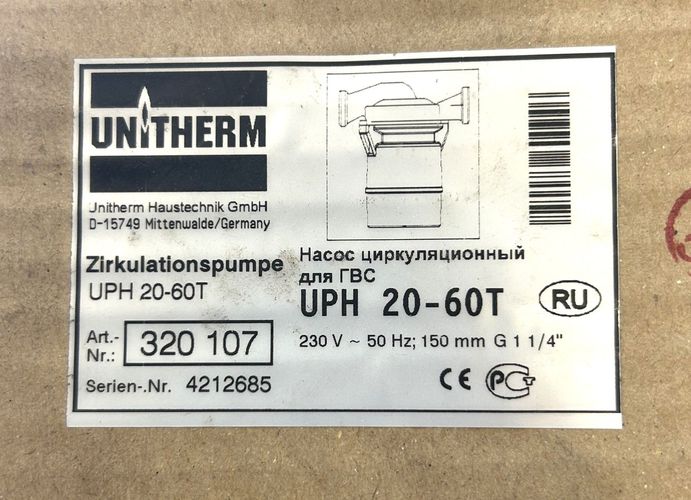 UNITHERM
Unitherm Haustechnik GmbH
D-15749 Mittenwalde/Germany
Zirkulationspumpe
UPH 20-60T
Art.-
Nr.:
320 107
Serien-.Nr. 4212685
Насос циркуляционный
для ГВС
UPH 20-60T
RU
230 V ~ 50 Hz; 150 mm G 1 1/4"
CE PCT